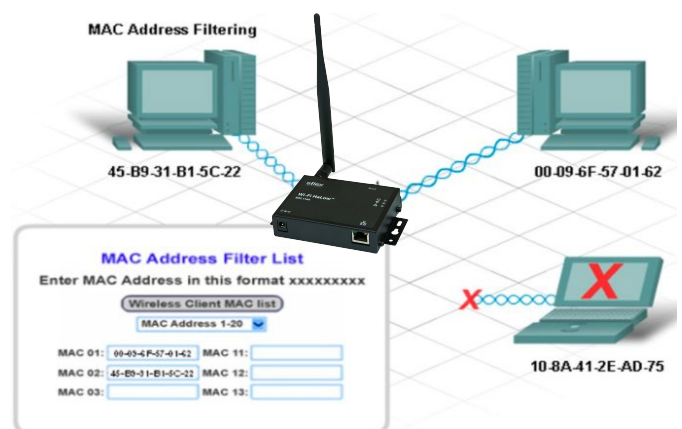 MAC Address Filtering
45-B9-31-B1-5C-22
00-09-6F-57-01-62
10-8A-41-2E-AD-75
MAC Address Filter List
Enter MAC Address in this format xxxxxxxxx
Wireless Client MAC list
MAC Address 1-20
MAC 01: 00-09-6F-57-01-62 MAC 11:
MAC 02: 45-B9-31-B1-5C-22 MAC 12:
MAC 03: MAC 13:
X
X